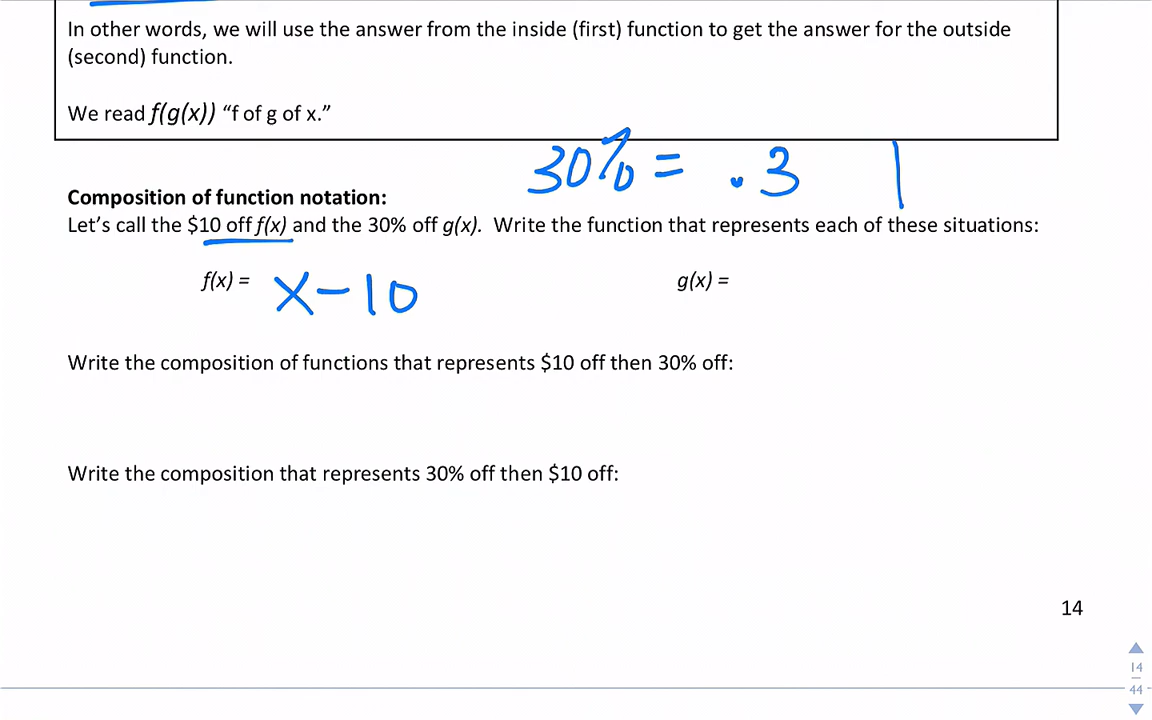 In other words, we will use the answer from the inside (first) function to get the answer for the outside
(second) function.
We read f(g(x)) “f of g of x.”
30% = .3 1
Composition of function notation:
Let’s call the $10 off f(x) and the 30% off g(x). Write the function that represents each of these situations:
f(x) = x-10 g(x) =
Write the composition of functions that represents $10 off then 30% off:
Write the composition that represents 30% off then $10 off:
14
14
44